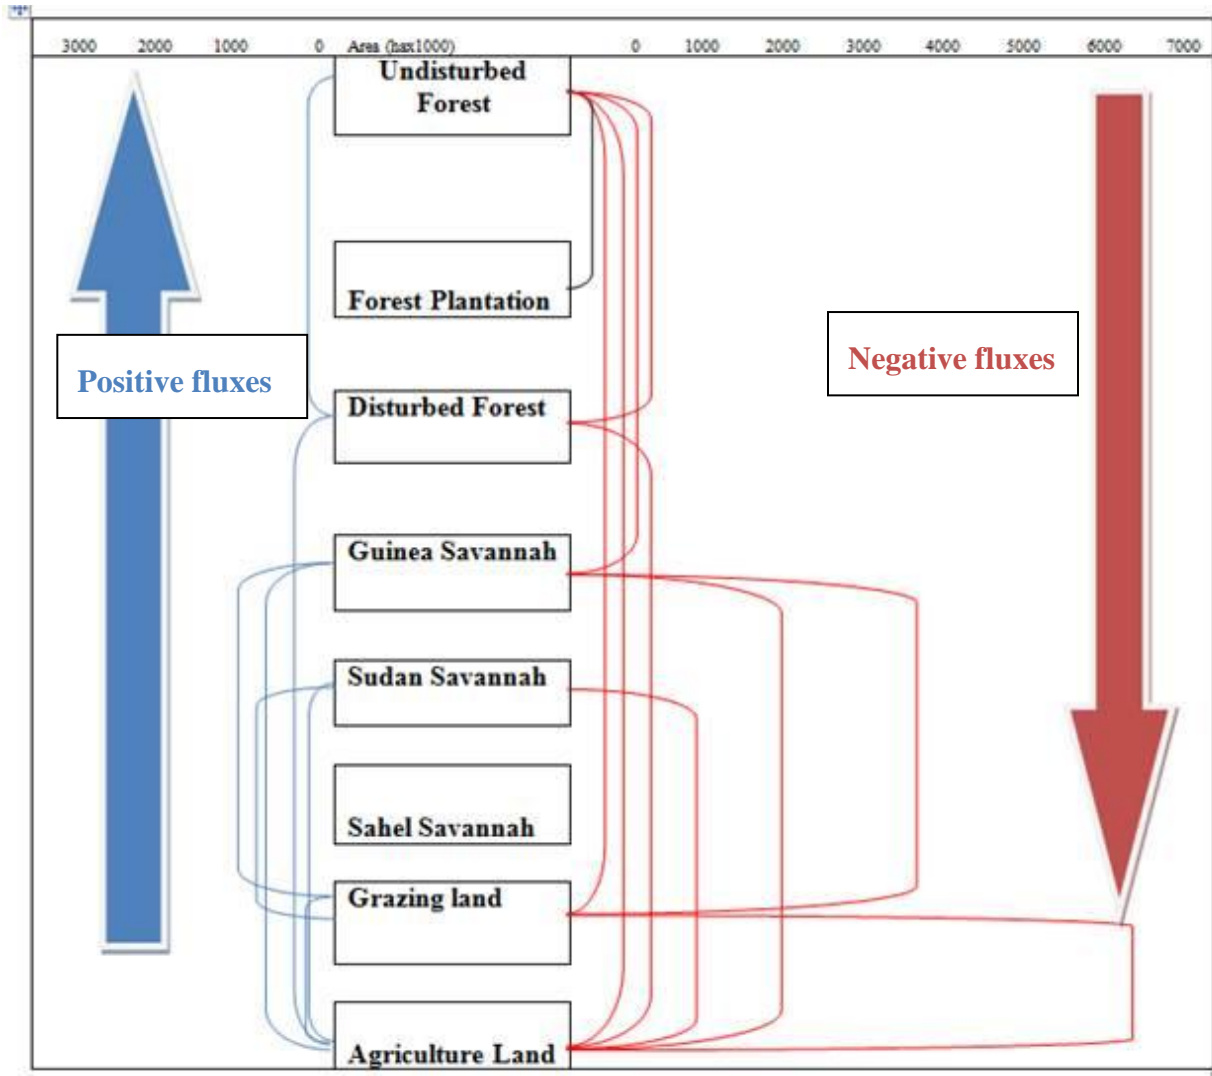 3000 2000 1000 0 Area (hax1000) 0 1000 2000 3000 4000 5000 6000 7000
Undisturbed
Forest
Forest Plantation
Positive fluxes
Negative fluxes
Disturbed Forest
Guinea Savannah
Sudan Savannah
Sahel Savannah
Grazing land
Agriculture Land